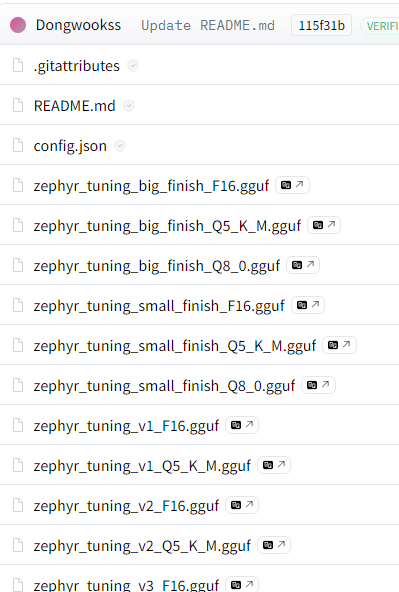 Dongwookss Update README.md 115f31b VERIFI
.gitattributes
README.md
config.json
zephyr_tuning_big_finish_F16.gguf
zephyr_tuning_big_finish_Q5_K_M.gguf
zephyr_tuning_big_finish_Q8_0.gguf
zephyr_tuning_small_finish_F16.gguf
zephyr_tuning_small_finish_Q5_K_M.gguf
zephyr_tuning_small_finish_Q8_0.gguf
zephyr_tuning_v1_F16.gguf
zephyr_tuning_v1_Q5_K_M.gguf
zephyr_tuning_v2_F16.gguf
zephyr_tuning_v2_Q5_K_M.gguf
zephyr_tuning_v3_F16.gguf